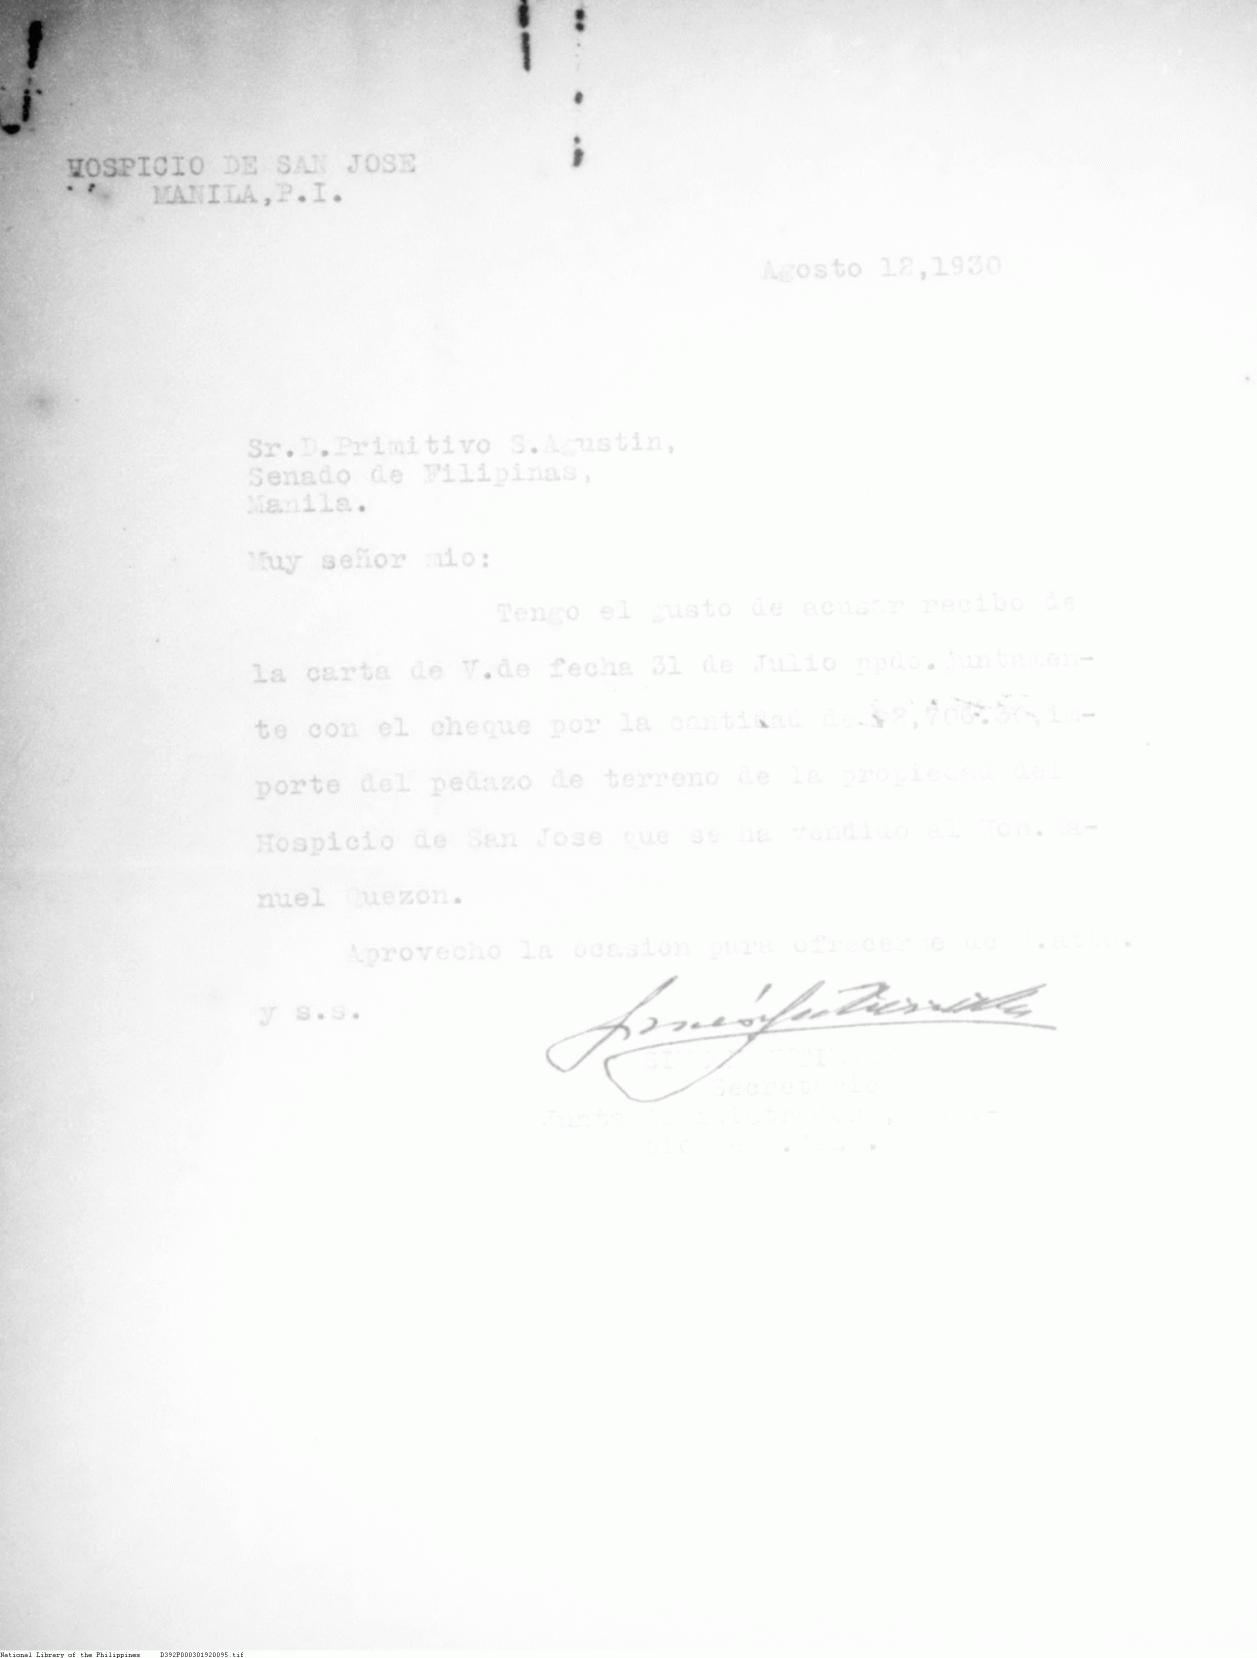 HOSPICIO DE SAN JOSE
MANILA,P.I.
Agosto 12,1930
Sr.D.Primitivo S.Agustin,
Senado de Filipinas,
Manila.
Muy señor mio:
Tengo el gusto de acusar recibo de
la carta de V.de fecha 31 de Julio ppdo.juntamen-
te con el cheque por la cantidad de
porte del pedazo de terreno de la propiedad del
Hospicio de San Jose que se ha vendido al Hon. Ma-
nuel Quezon.
Aprovecho la ocasion para ofrecerme de
y s.s.
Secretario
National Library of the Philippines D392P000301920095.tif